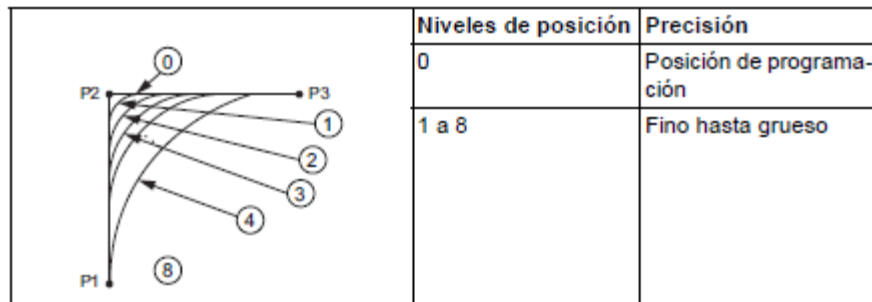 Niveles de posición
Precisión
0
Posición de programa-
ción
1 a 8
Fino hasta grueso
0
P2
P3
1
2
3
4
P1
8